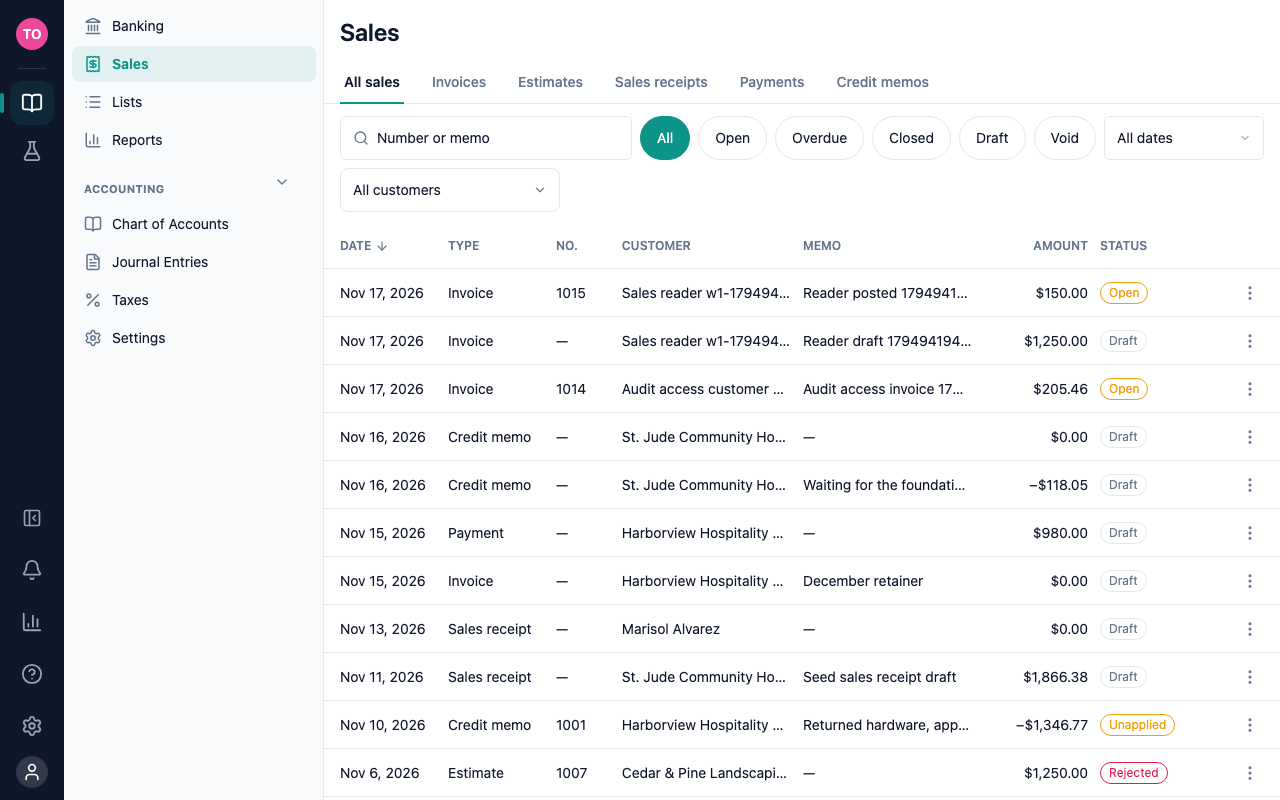 TO
Banking
Sales
Lists
Reports
ACCOUNTING
Chart of Accounts
Journal Entries
Taxes
Settings
Sales
All sales Invoices Estimates Sales receipts Payments Credit memos
Number or memo All Open Overdue Closed Draft Void All dates
All customers
DATE TYPE NO. CUSTOMER MEMO AMOUNT STATUS
Nov 17, 2026 Invoice 1015 Sales reader w1-179494... Reader posted 1794941... $150.00 Open
Nov 17, 2026 Invoice — Sales reader w1-179494... Reader draft 179494194... $1,250.00 Draft
Nov 17, 2026 Invoice 1014 Audit access customer ... Audit access invoice 17... $205.46 Open
Nov 16, 2026 Credit memo — St. Jude Community Ho... — $0.00 Draft
Nov 16, 2026 Credit memo — St. Jude Community Ho... Waiting for the foundati... −$118.05 Draft
Nov 15, 2026 Payment — Harborview Hospitality ... — $980.00 Draft
Nov 15, 2026 Invoice — Harborview Hospitality ... December retainer $0.00 Draft
Nov 13, 2026 Sales receipt — Marisol Alvarez — $0.00 Draft
Nov 11, 2026 Sales receipt — St. Jude Community Ho... Seed sales receipt draft $1,866.38 Draft
Nov 10, 2026 Credit memo 1001 Harborview Hospitality ... Returned hardware, app... −$1,346.77 Unapplied
Nov 6, 2026 Estimate 1007 Cedar & Pine Landscapi... — $1,250.00 Rejected